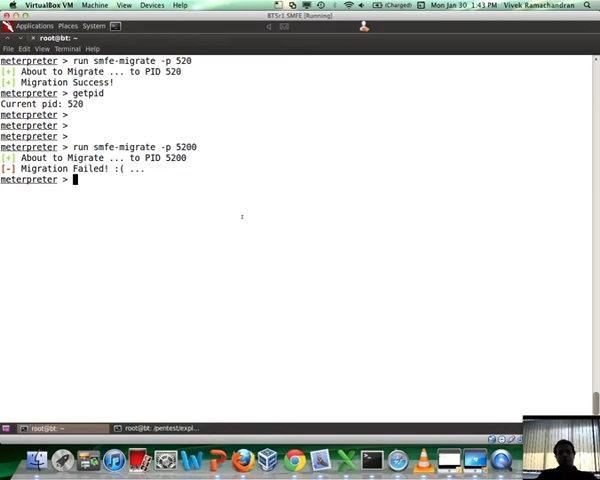 VirtualBox VM Machine View Devices Help (Charged) Mon Jan 30 1:43 PM Vivek Ramachandran
BT5r1 SMFE [Running]
Applications Places System
root@bt: ~
File Edit View Terminal Help
meterpreter > run smfe-migrate -p 520
[+] About to Migrate ... to PID 520
[+] Migration Success!
meterpreter > getpid
Current pid: 520
meterpreter >
meterpreter >
meterpreter >
run smfe-migrate -p 5200
[+] About to Migrate ... to PID 5200
[-] Migration Failed! :( ...
meterpreter >
root@bt: ~ root@bt: /pentest/expl...